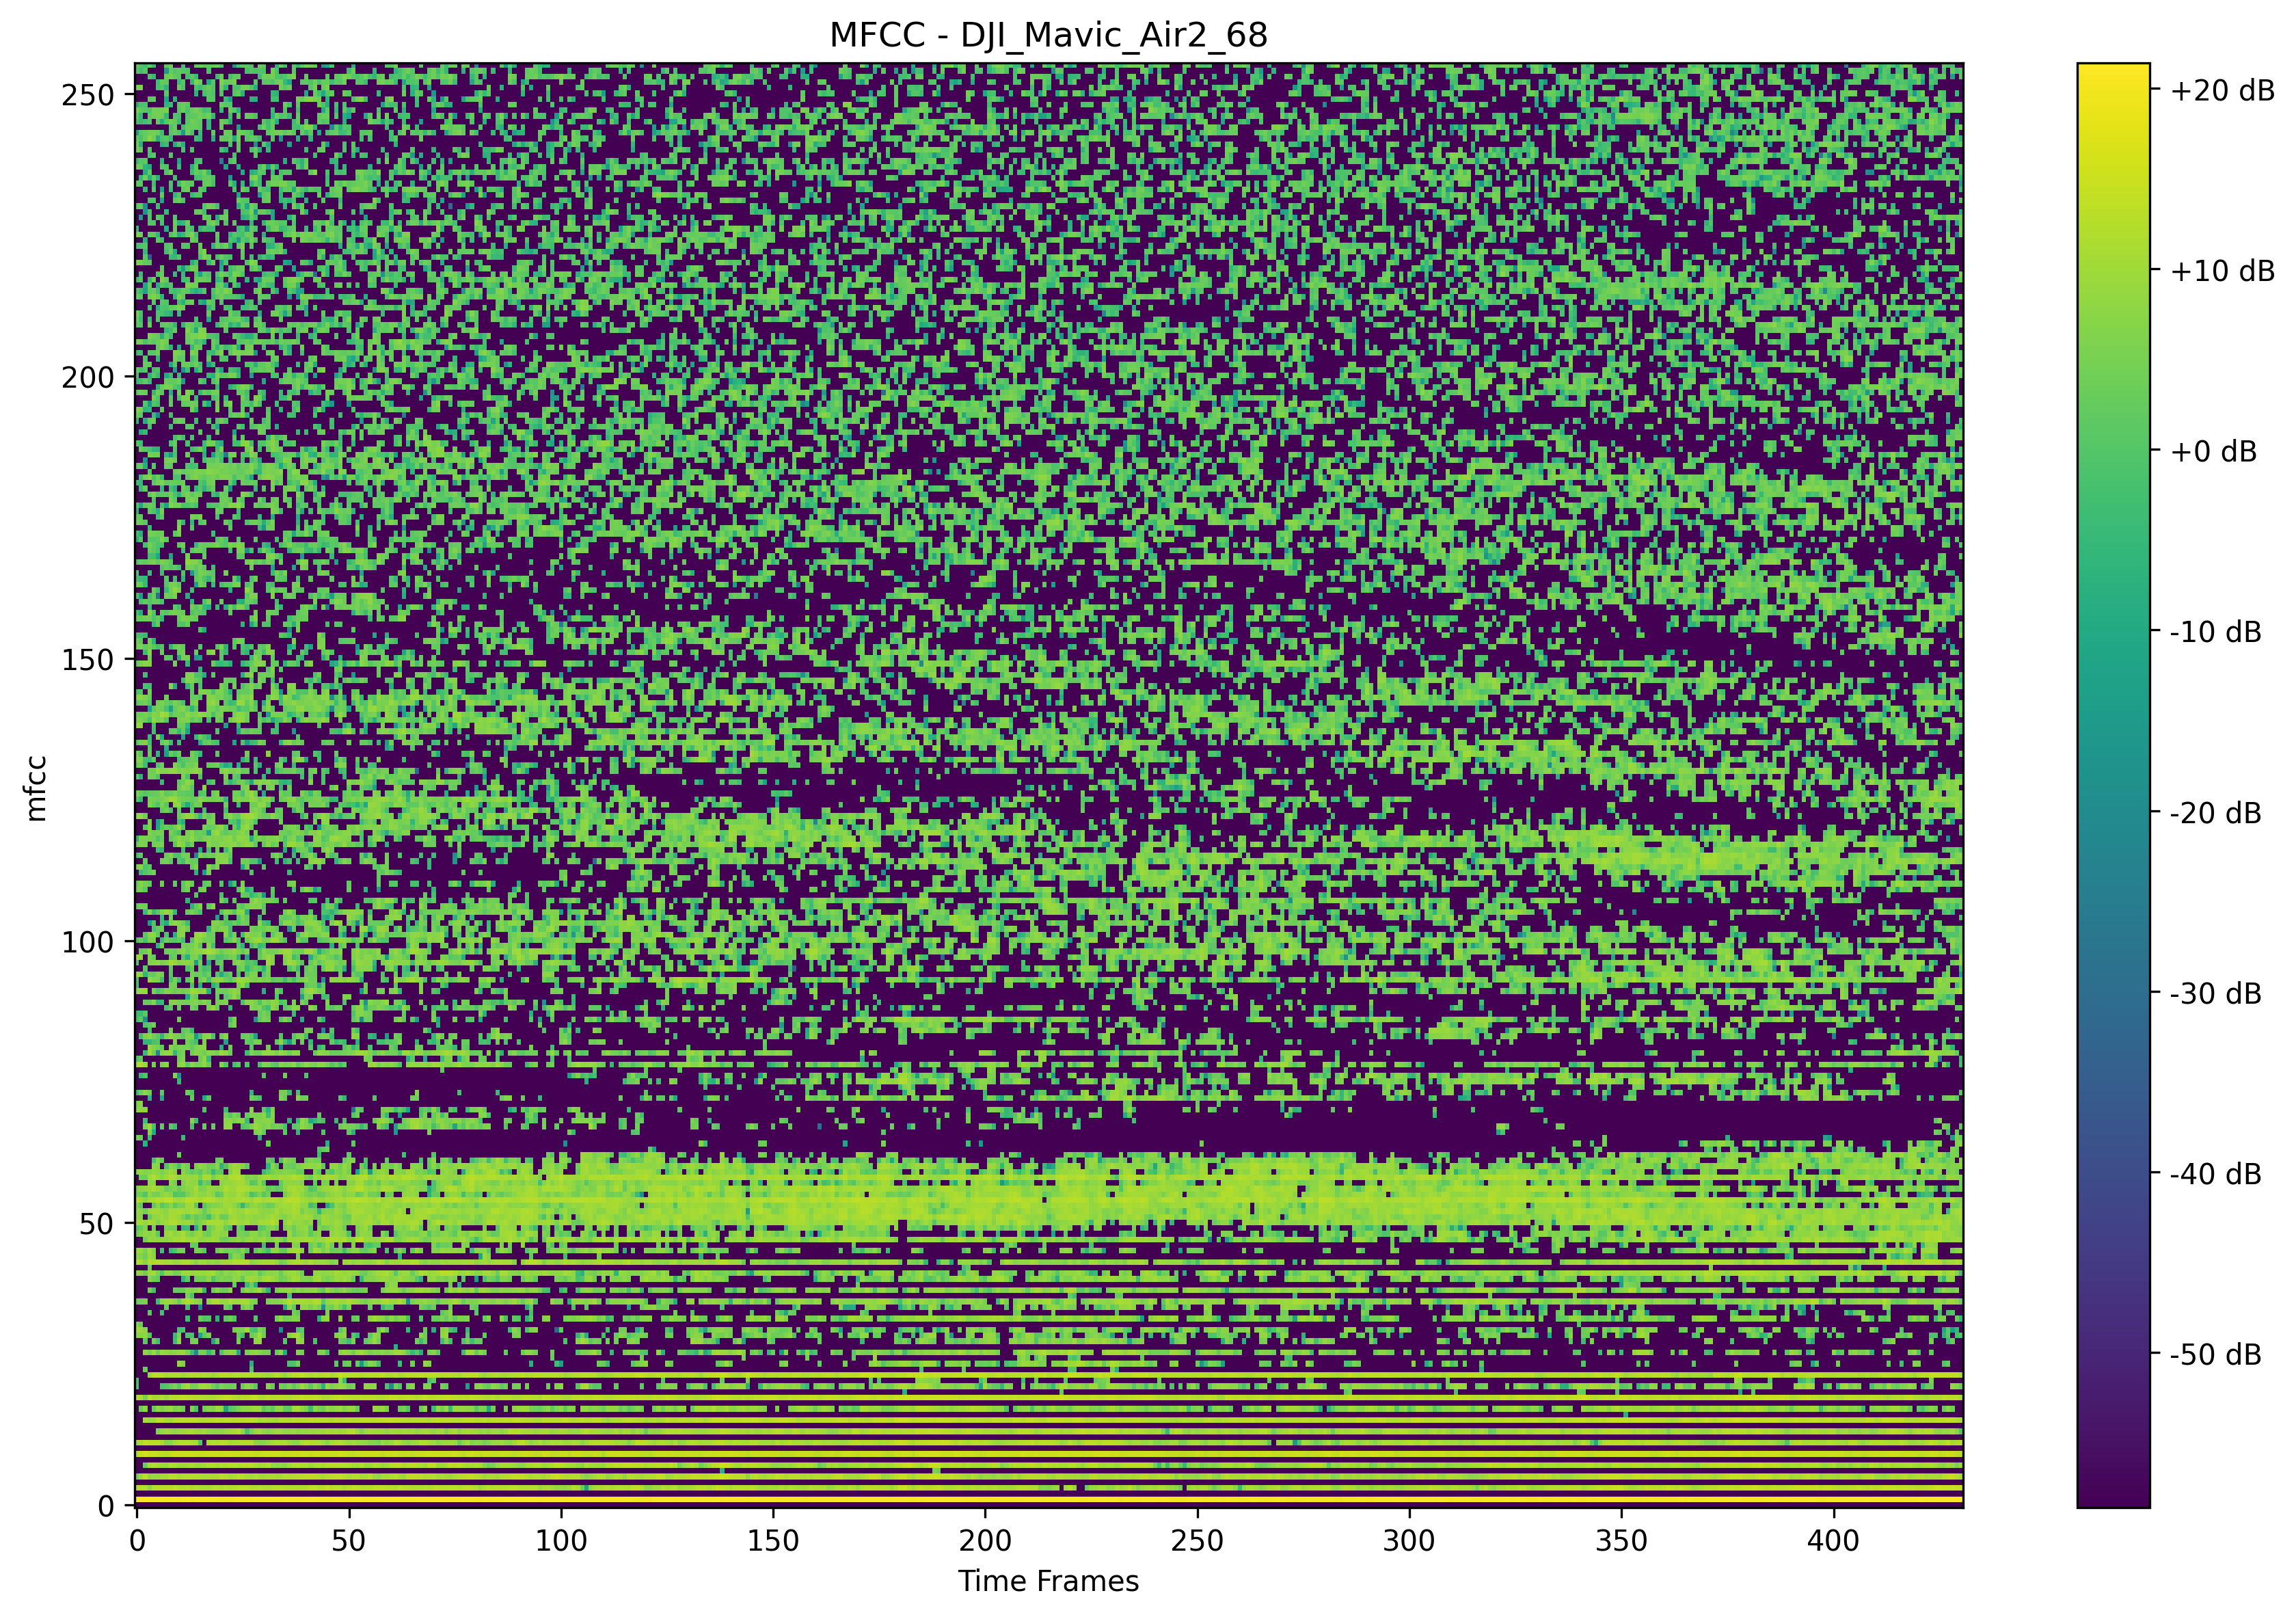 MFCC - DJI_Mavic_Air2_68
250
200
150
100
50
0
mfcc
0 50 100 150 200 250 300 350 400
Time Frames
+20 dB
+10 dB
+0 dB
-10 dB
-20 dB
-30 dB
-40 dB
-50 dB